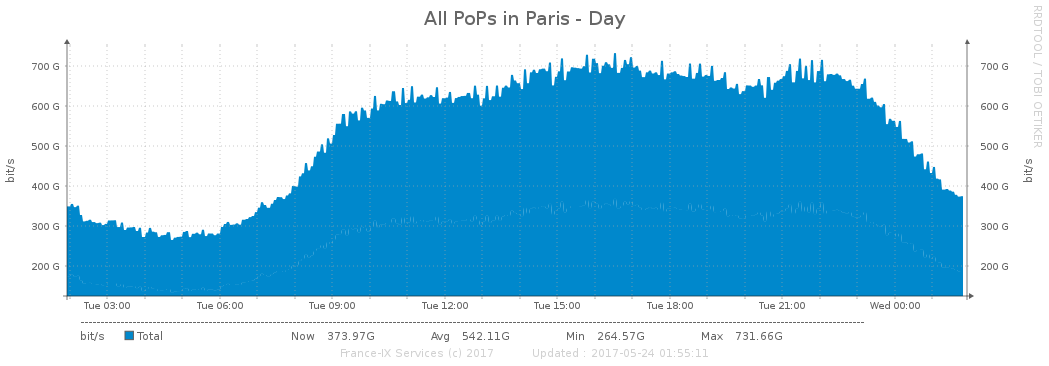 All PoPs in Paris - Day
RRDTOOL / TOBI OETIKER
bit/s
700 G 700 G
600 G 600 G
500 G 500 G
400 G 400 G
300 G 300 G
200 G 200 G
bit/s
Tue 03:00 Tue 06:00 Tue 09:00 Tue 12:00 Tue 15:00 Tue 18:00 Tue 21:00 Wed 00:00
bit/s Total Now 373.97G Avg 542.11G Min 264.57G Max 731.66G
France-IX Services (c) 2017 Updated : 2017-05-24 01:55:11